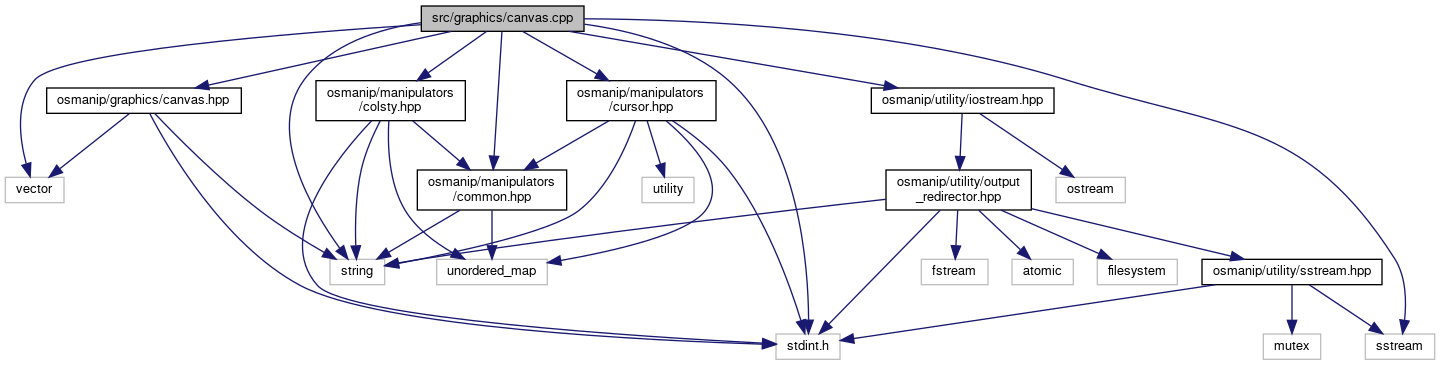 src/graphics/canvas.cpp
osmanip/graphics/canvas.hpp
osmanip/manipulators
/colsty.hpp
osmanip/manipulators
/cursor.hpp
osmanip/utility/iostream.hpp
vector
osmanip/manipulators
/common.hpp
utility
osmanip/utility/output
_redirector.hpp
ostream
string
unordered_map
fstream
atomic
filesystem
osmanip/utility/sstream.hpp
stdint.h
mutex
sstream